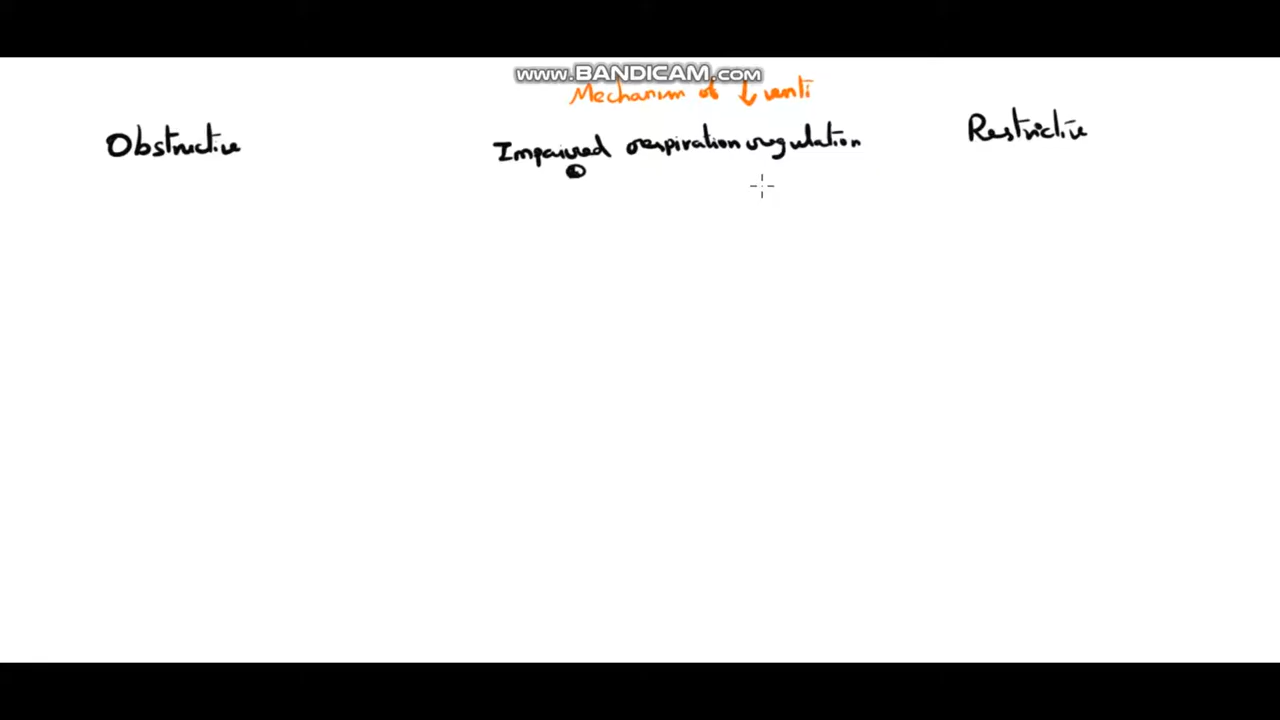 www.BANDICAM.com
Mechanism of ↓ venti
Obstructive
Impaired respiration regulation
Restrictive